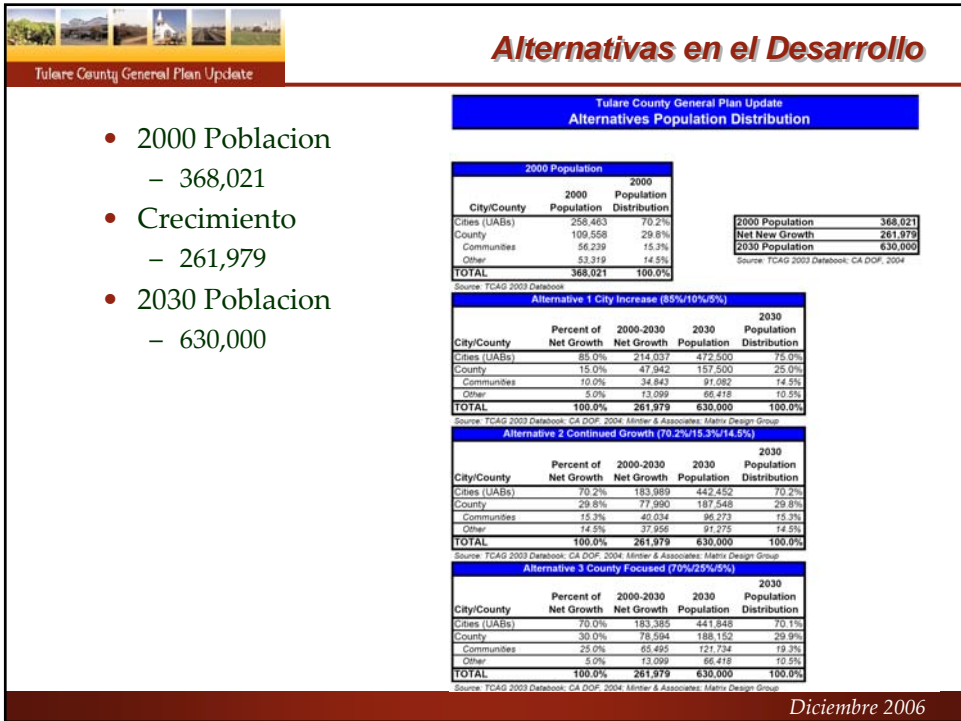 Tulare County General Plan Update
Alternativas en el Desarrollo
• 2000 Poblacion
– 368,021
• Crecimiento
– 261,979
• 2030 Poblacion
– 630,000
Tulare County General Plan Update
Alternatives Population Distribution
2000 Population
2000
2000 Population
City/County Population Distribution
Cities (UABs) 258,463 70.2%
County 109,558 29.8%
Communities 56,239 15.3%
Other 53,319 14.5%
TOTAL 368,021 100.0%
Source: TCAG 2003 Databook
2000 Population 368,021
Net New Growth 261,979
2030 Population 630,000
Source: TCAG 2003 Databook; CA DOF, 2004
Alternative 1 City Increase (85%/10%/5%)
2030
Percent of 2000-2030 2030 Population
City/County Net Growth Net Growth Population Distribution
Cities (UABs) 85.0% 214,037 472,500 75.0%
County 15.0% 47,942 157,500 25.0%
Communities 10.0% 34,843 91,082 14.5%
Other 5.0% 13,099 66,418 10.5%
TOTAL 100.0% 261,979 630,000 100.0%
Source: TCAG 2003 Databook; CA DOF, 2004; Mintier & Associates; Matrix Design Group
Alternative 2 Continued Growth (70.2%/15.3%/14.5%)
2030
Percent of 2000-2030 2030 Population
City/County Net Growth Net Growth Population Distribution
Cities (UABs) 70.2% 183,989 442,452 70.2%
County 29.8% 77,990 187,548 29.8%
Communities 15.3% 40,034 96,273 15.3%
Other 14.5% 37,956 91,275 14.5%
TOTAL 100.0% 261,979 630,000 100.0%
Source: TCAG 2003 Databook; CA DOF, 2004; Mintier & Associates; Matrix Design Group
Alternative 3 County Focused (70%/25%/5%)
2030
Percent of 2000-2030 2030 Population
City/County Net Growth Net Growth Population Distribution
Cities (UABs) 70.0% 183,385 441,848 70.1%
County 30.0% 78,594 188,152 29.9%
Communities 25.0% 65,495 121,734 19.3%
Other 5.0% 13,099 66,418 10.5%
TOTAL 100.0% 261,979 630,000 100.0%
Source: TCAG 2003 Databook; CA DOF, 2004; Mintier & Associates; Matrix Design Group
Diciembre 2006